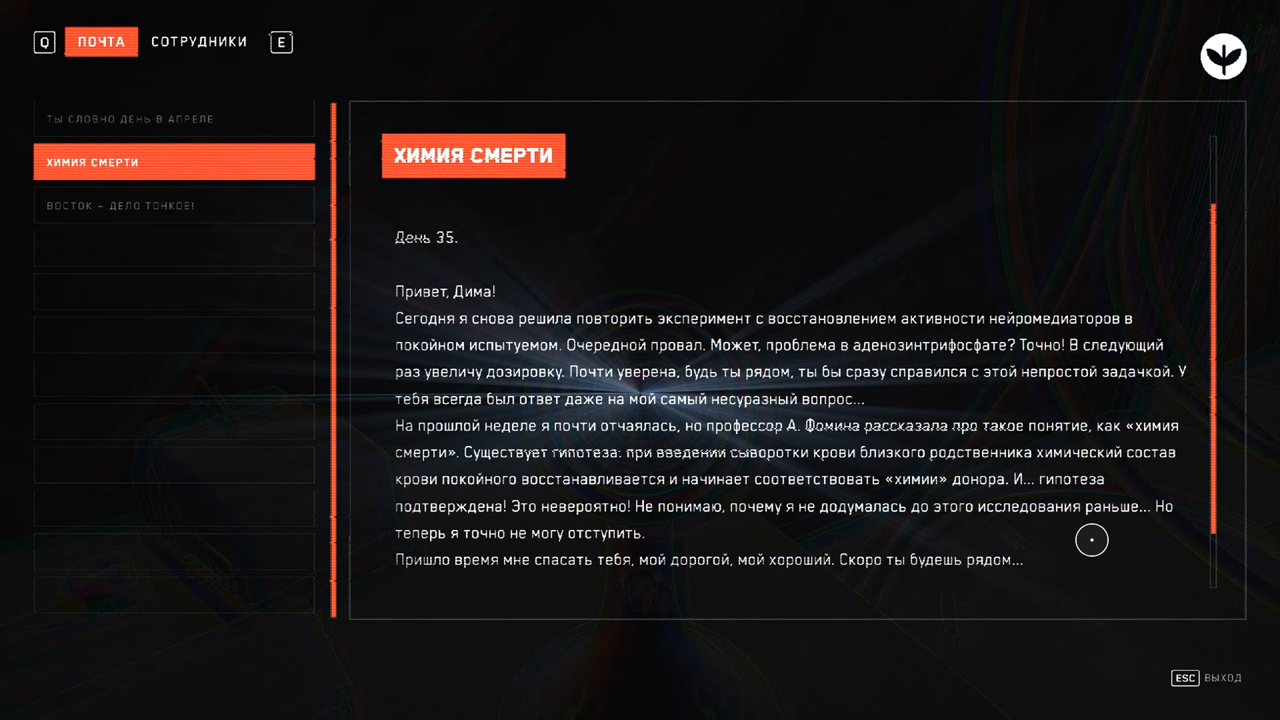 Q ПОЧТА СОТРУДНИКИ E
ТЫ СЛОВНО ДЕНЬ В АПРЕЛЕ
ХИМИЯ СМЕРТИ
ВОСТОК – ДЕЛО ТОНКОЕ!
ХИМИЯ СМЕРТИ
День 35.
Привет, Дима!
Сегодня я снова решила повторить эксперимент с восстановлением активности нейромедиаторов в
покойном испытуемом. Очередной провал. Может, проблема в аденозинтрифосфате? Точно! В следующий
раз увеличу дозировку. Почти уверена, будь ты рядом, ты бы сразу справился с этой непростой задачкой. У
тебя всегда был ответ даже на мой самый несуразный вопрос...
На прошлой неделе я почти отчаялась, но профессор А. Фомина рассказала про такое понятие, как «химия
смерти». Существует гипотеза: при введении сыворотки крови близкого родственника химический состав
крови покойного восстанавливается и начинает соответствовать «химии» донора. И... гипотеза
подтверждена! Это невероятно! Не понимаю, почему я не додумалась до этого исследования раньше... Но
теперь я точно не могу отступить.
Пришло время мне спасать тебя, мой дорогой, мой хороший. Скоро ты будешь рядом...
ESC ВЫХОД